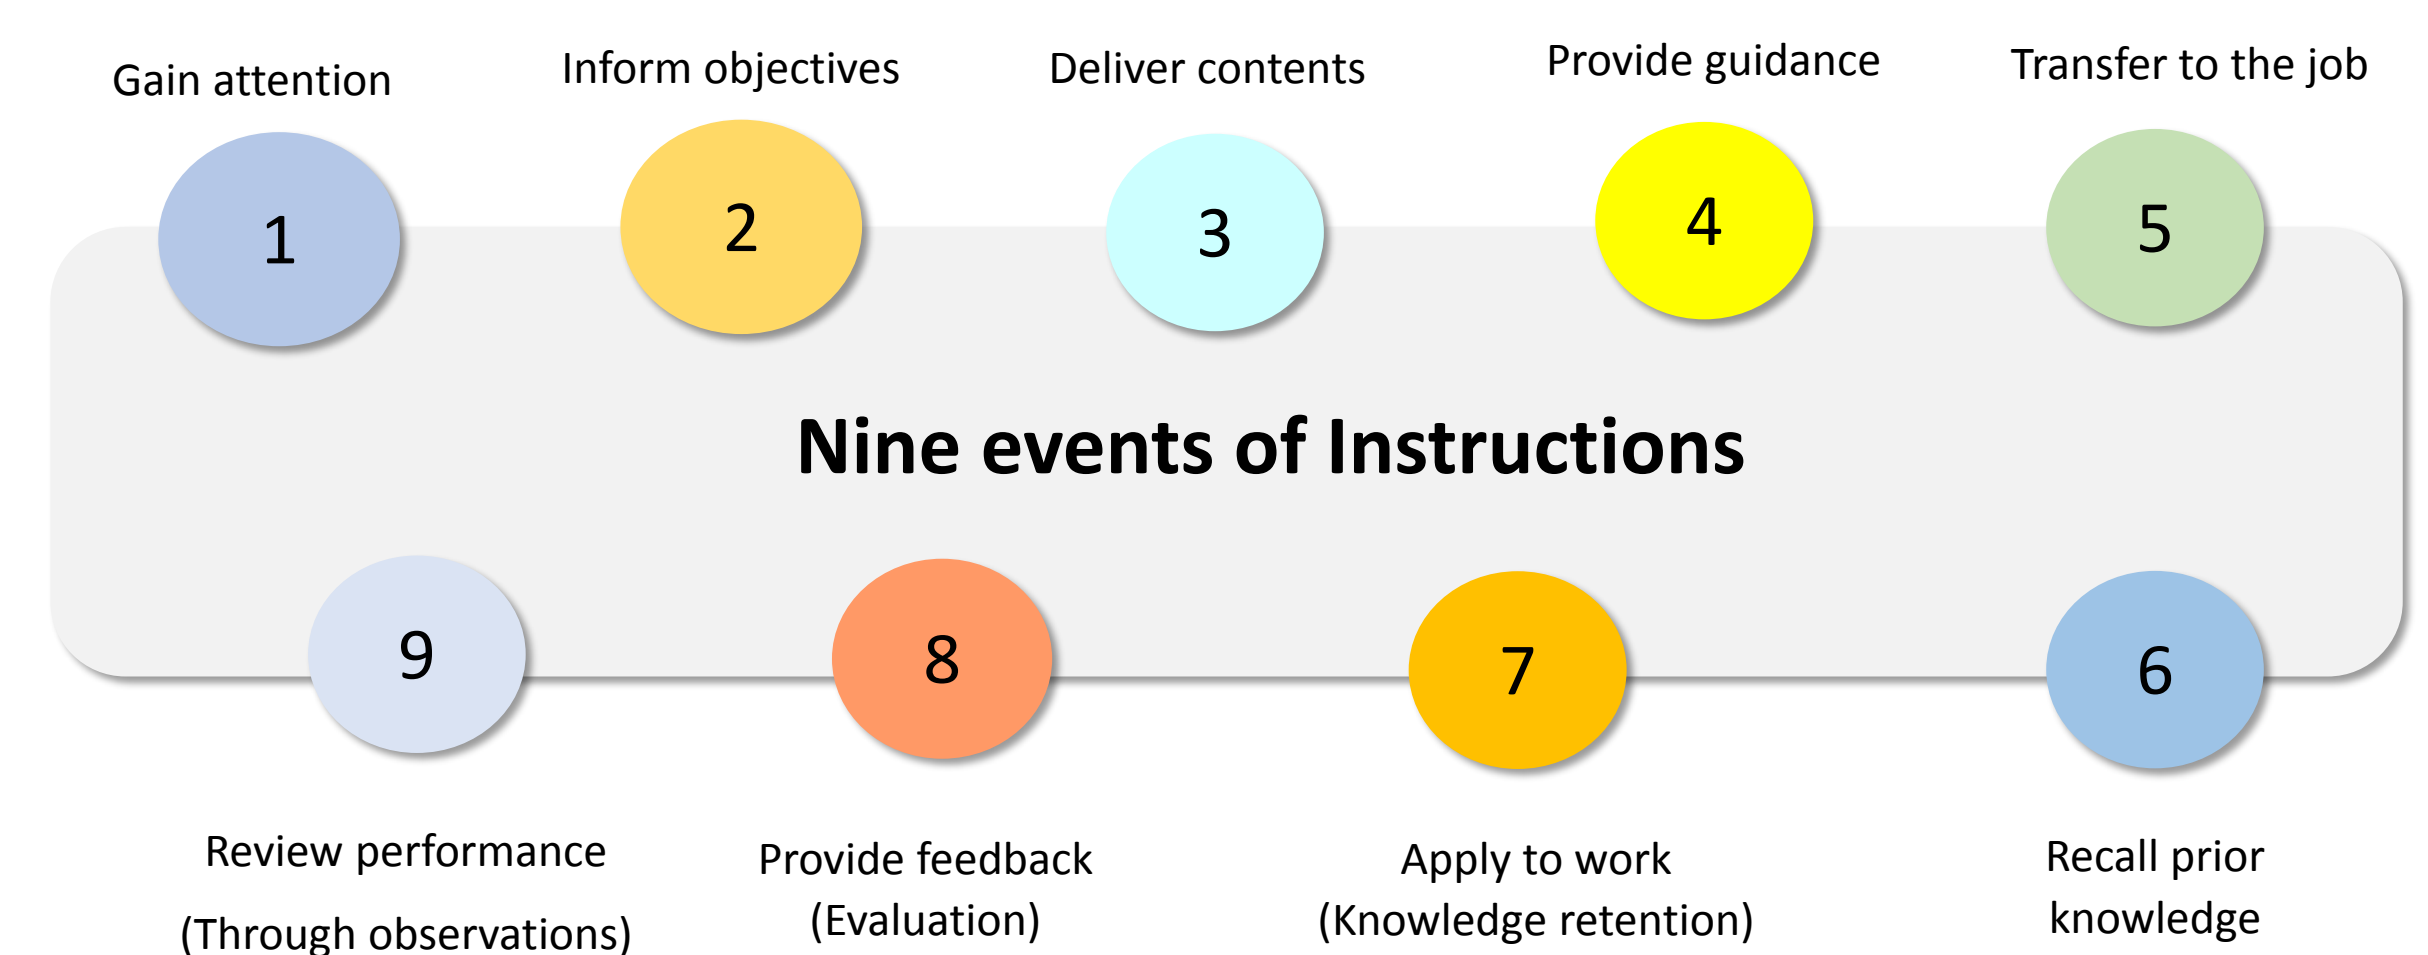 Gain attention
Inform objectives
Deliver contents
Provide guidance
Transfer to the job
1
2
3
4
5
Nine events of Instructions
9
8
7
6
Review performance
(Through observations)
Provide feedback
(Evaluation)
Apply to work
(Knowledge retention)
Recall prior
knowledge